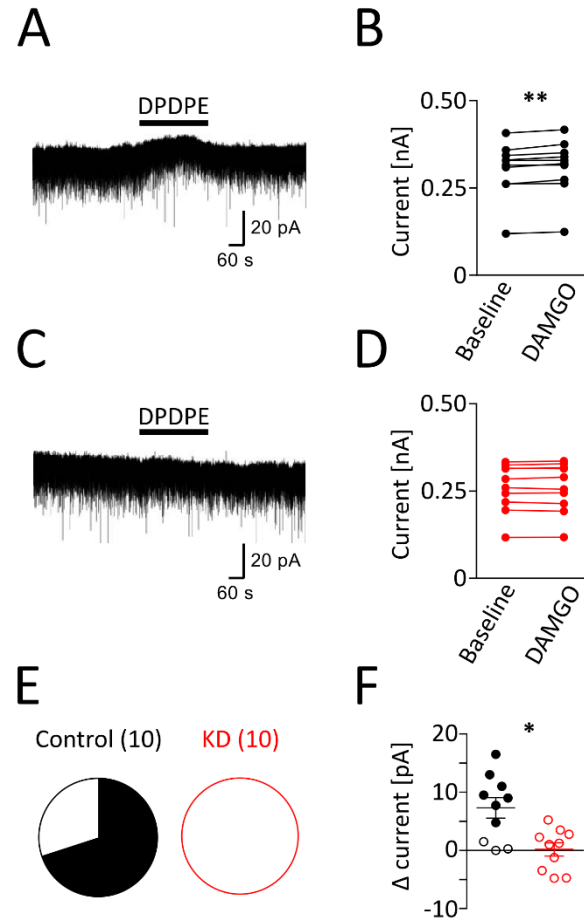 A
DPDPE
20 pA
60 s
B
**
Current [nA]
0.50
0.25
0
Baseline
DAMGO
C
DPDPE
20 pA
60 s
D
Current [nA]
0.50
0.25
0
Baseline
DAMGO
E
Control (10)
KD (10)
F
*
Δ current [pA]
20
10
0
-10